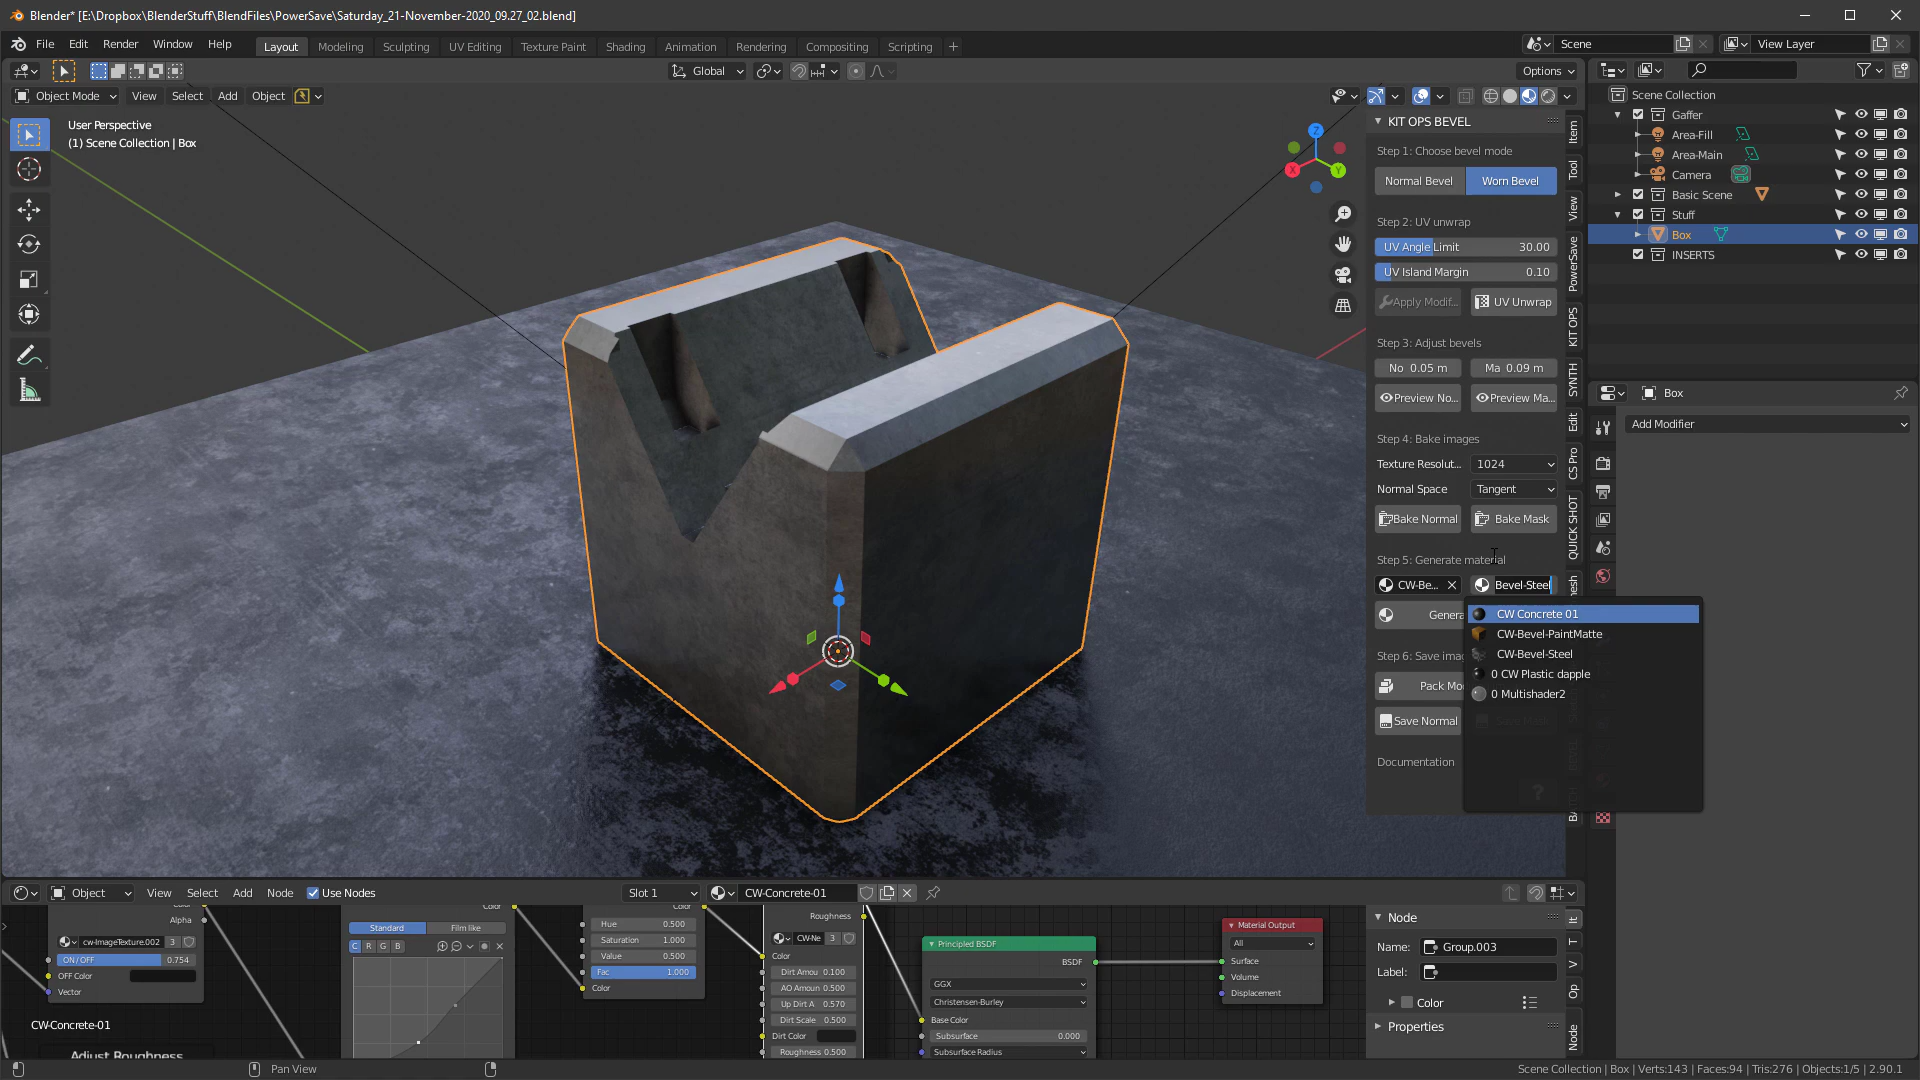 Blender* [E:\Dropbox\BlenderStuff\BlendFiles\PowerSave\Saturday_21-November-2020_09.27_02.blend]
File Edit Render Window Help
Layout Modeling Sculpting UV Editing Texture Paint Shading Animation Rendering Compositing Scripting +
Scene
View Layer
Global
Options
Object Mode View Select Add Object
User Perspective
(1) Scene Collection | Box
Z
X
Y
KIT OPS BEVEL
Step 1: Choose bevel mode
Normal Bevel Worn Bevel
Step 2: UV unwrap
UV Angle Limit 30.00
UV Island Margin 0.10
Apply Modif... UV Unwrap
Step 3: Adjust bevels
No 0.05 m Ma 0.09 m
Preview No... Preview Ma...
Step 4: Bake images
Texture Resolut... 1024
Normal Space Tangent
Bake Normal Bake Mask
Step 5: Generate material
CW-Be... Bevel-Steel
Genera
CW Concrete 01
CW-Bevel-PaintMatte
CW-Bevel-Steel
0 CW Plastic dapple
0 Multishader2
Step 6: Save imag
Pack Mo
Save Normal
Documentation
?
Item
Tool
View
PowerSave
KIT OPS
SYNTH
Edit
CS Pro
QUICK SHOT
esh
Scene Collection
Gaffer
Area-Fill
Area-Main
Camera
Basic Scene
Stuff
Box
INSERTS
Box
Add Modifier
Object View Select Add Node Use Nodes
Slot 1
CW-Concrete-01
Alpha
cw-ImageTexture.002 3
ON/OFF 0.754
OFF Color
Vector
CW-Concrete-01
Adjust Roughness
Color
Standard Film like
C R G B
Color
Hue 0.500
Saturation 1.000
Value 0.500
Fac 1.000
Color
Roughness
CW-Ne 3
Color
Dirt Amou 0.100
AO Amoun 0.500
Up Dirt A 0.570
Dirt Scale 0.500
Dirt Color
Roughness 0.500
Principled BSDF
BSDF
GGX
Christensen-Burley
Base Color
Subsurface 0.000
Subsurface Radius
Material Output
All
Surface
Volume
Displacement
Node
Name: Group.003
Label:
Color
Properties
It
T
V
Op
Node
Pan View
Scene Collection | Box | Verts:143 | Faces:94 | Tris:276 | Objects:1/5 | 2.90.1